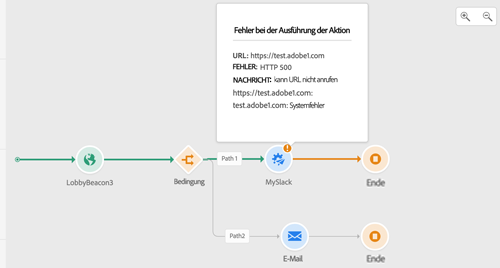 Fehler bei der Ausführung der Aktion
URL: https://test.adobe1.com
FEHLER: HTTP 500
NACHRICHT: kann URL nicht anrufen
https://test.adobe1.com:
test.adobe1.com: Systemfehler
LobbyBeacon3
Bedingung
Path 1
MySlack
Ende
Path2
E-Mail
Ende